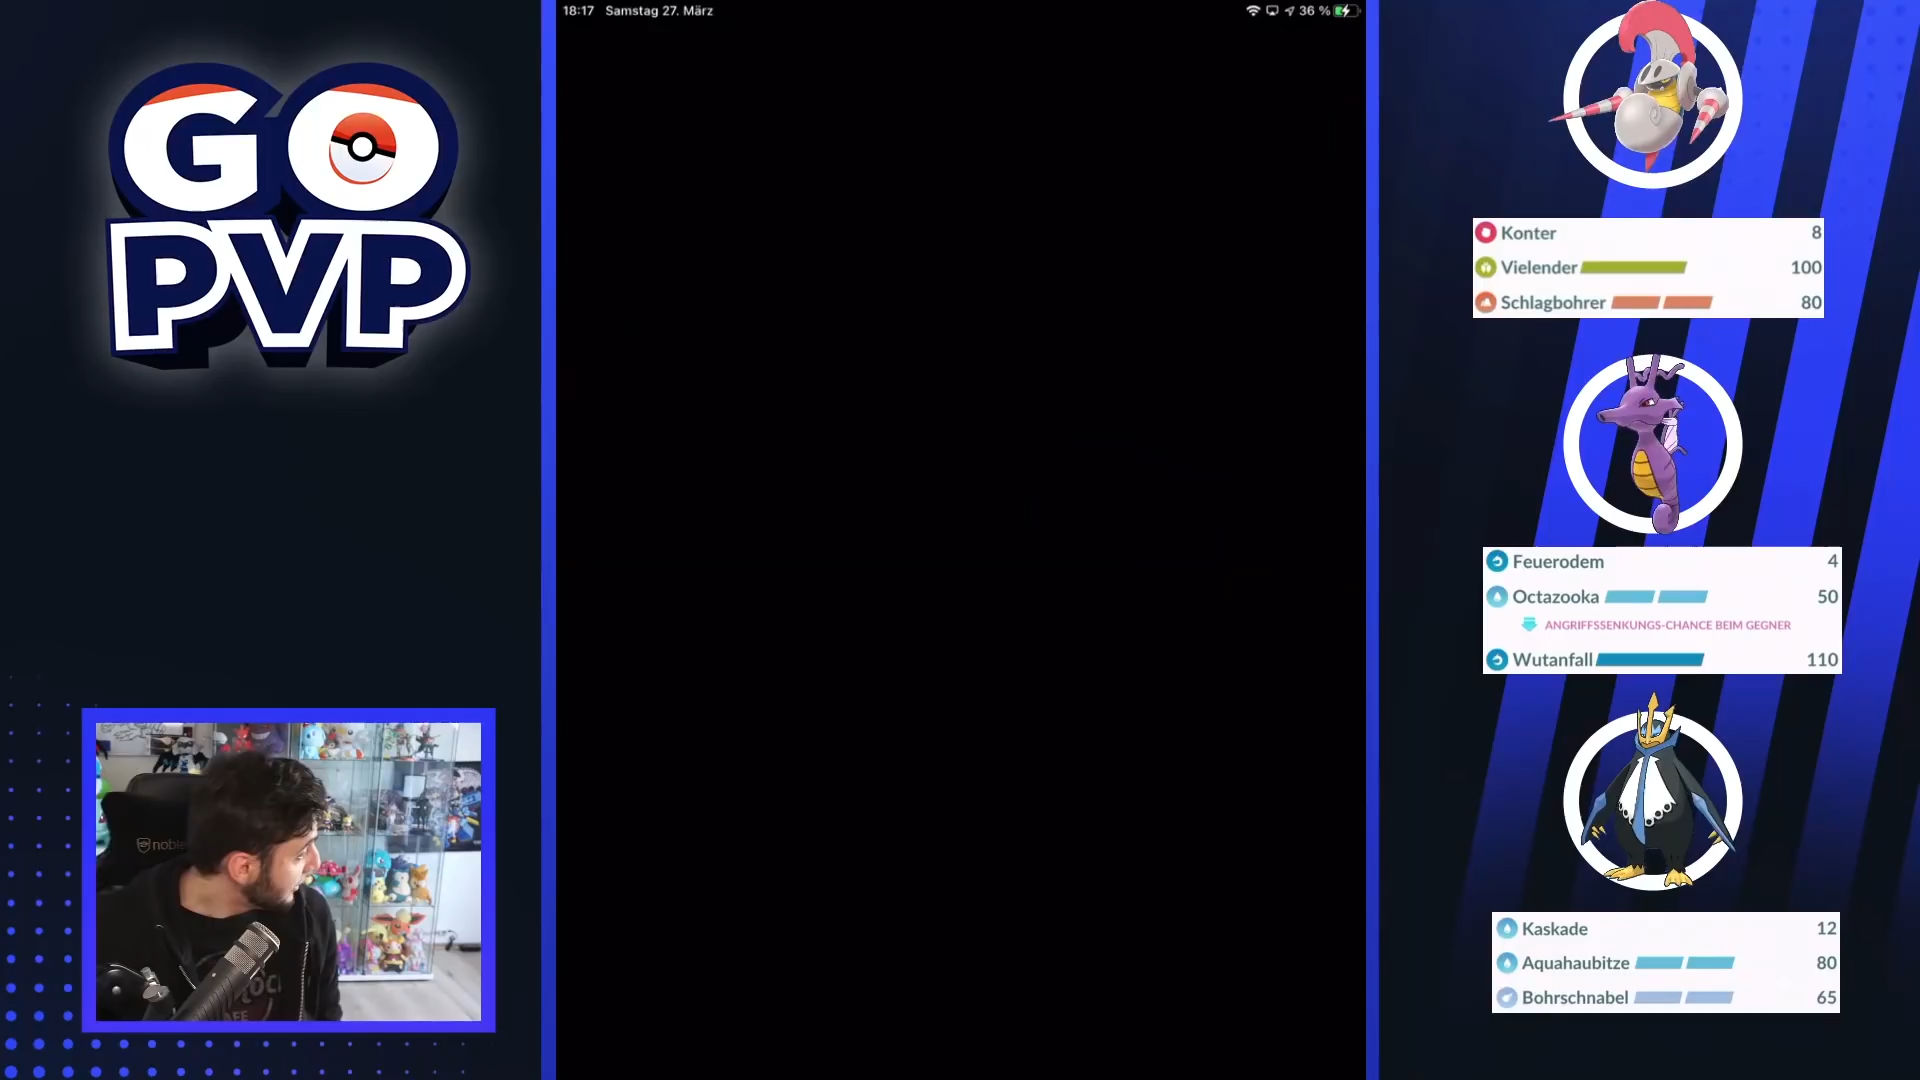 18:17 Samstag 27. März
36 %
GO
PVP
Konter 8
Vielender 100
Schlagbohrer 80
Feuerodem 4
Octazooka 50
ANGRIFFSSENKUNGS-CHANCE BEIM GEGNER
Wutanfall 110
noble
Kaskade 12
Aquahaubitze 80
Bohrschnabel 65